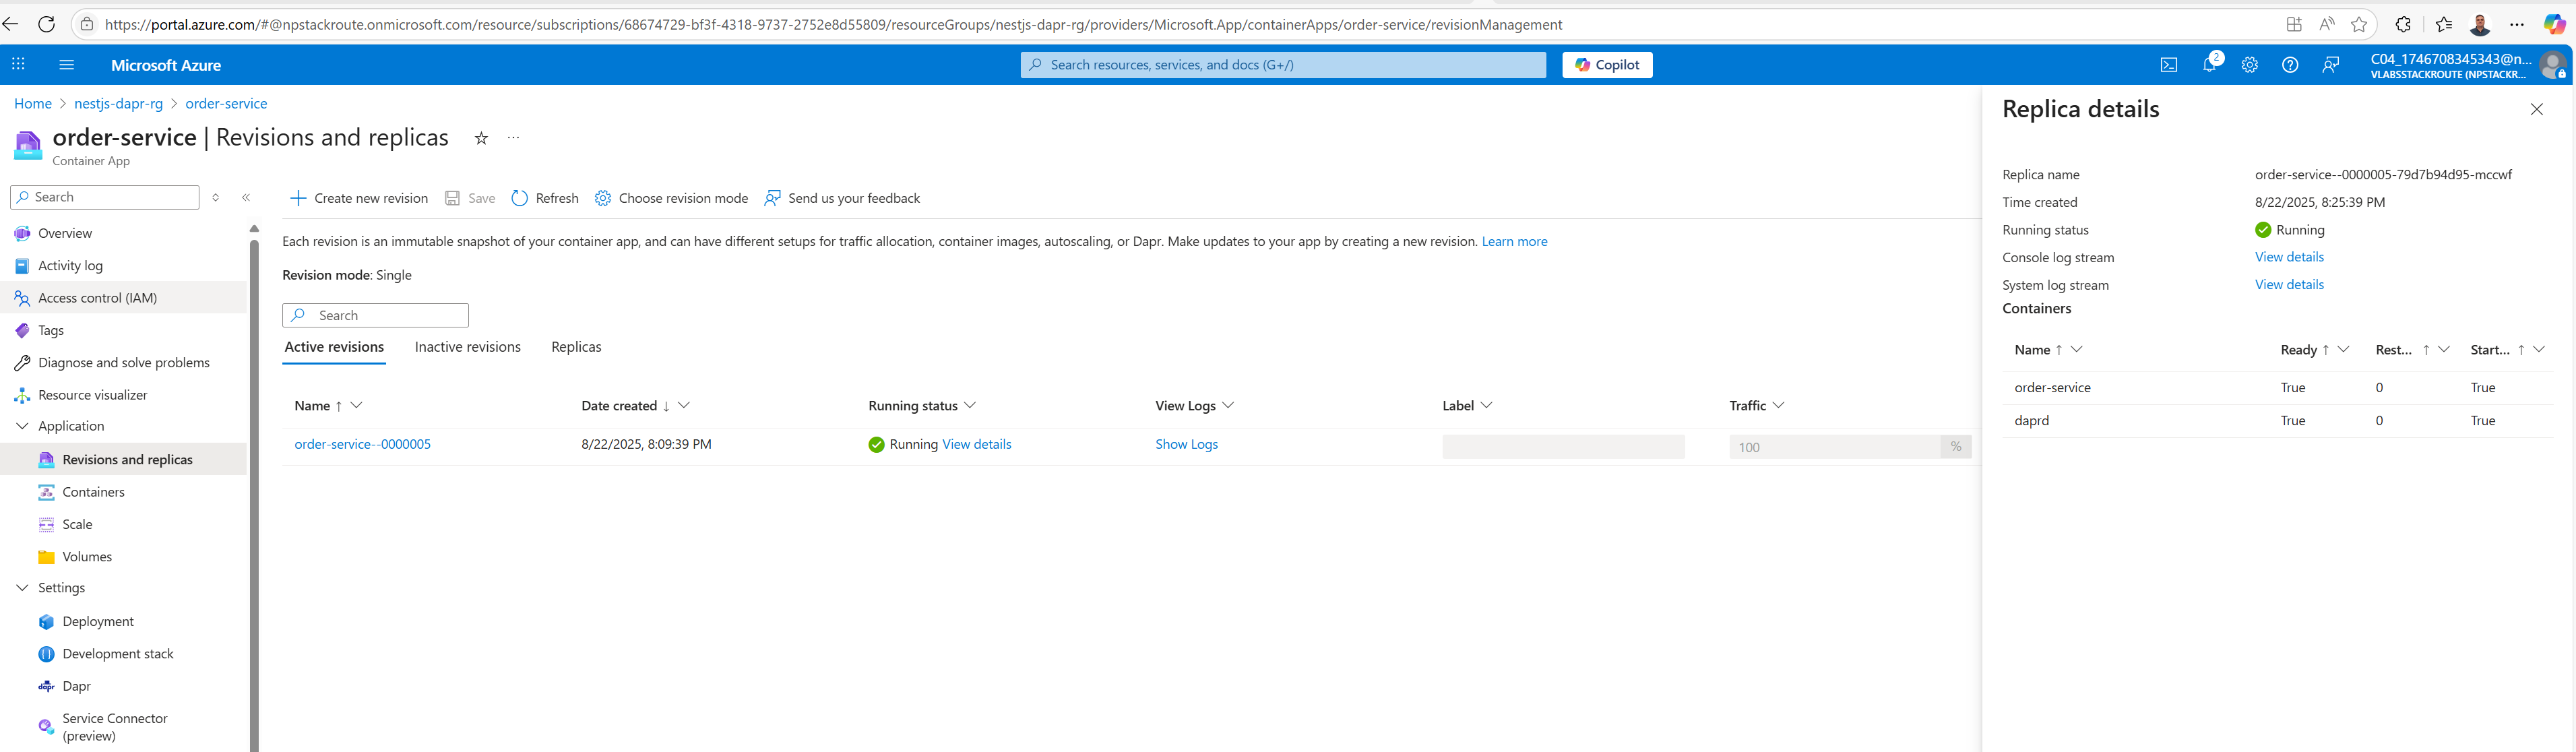 https://portal.azure.com/#@npstackroute.onmicrosoft.com/resource/subscriptions/68674729-bf3f-4318-9737-2752e8d55809/resourceGroups/nestjs-dapr-rg/providers/Microsoft.App/containerApps/order-service/revisionManagement
Microsoft Azure
Search resources, services, and docs (G+/)
Copilot
2
C04_1746708345343@n...
VLABSSTACKROUTE (NPSTACKR...
Home > nestjs-dapr-rg > order-service
order-service | Revisions and replicas
Container App
Search
Overview
Activity log
Access control (IAM)
Tags
Diagnose and solve problems
Resource visualizer
Application
Revisions and replicas
Containers
Scale
Volumes
Settings
Deployment
Development stack
dapr Dapr
Service Connector
(preview)
Create new revision Save Refresh Choose revision mode Send us your feedback
Each revision is an immutable snapshot of your container app, and can have different setups for traffic allocation, container images, autoscaling, or Dapr. Make updates to your app by creating a new revision. Learn more
Revision mode: Single
Search
Active revisions Inactive revisions Replicas
Name ↑ Date created ↓ Running status View Logs Label Traffic
order-service--0000005 8/22/2025, 8:09:39 PM Running View details Show Logs 100 %
Replica details
Replica name order-service--0000005-79d7b94d95-mccwf
Time created 8/22/2025, 8:25:39 PM
Running status Running
Console log stream View details
System log stream View details
Containers
Name ↑ Ready ↑ Rest... ↑ Start... ↑
order-service True 0 True
daprd True 0 True